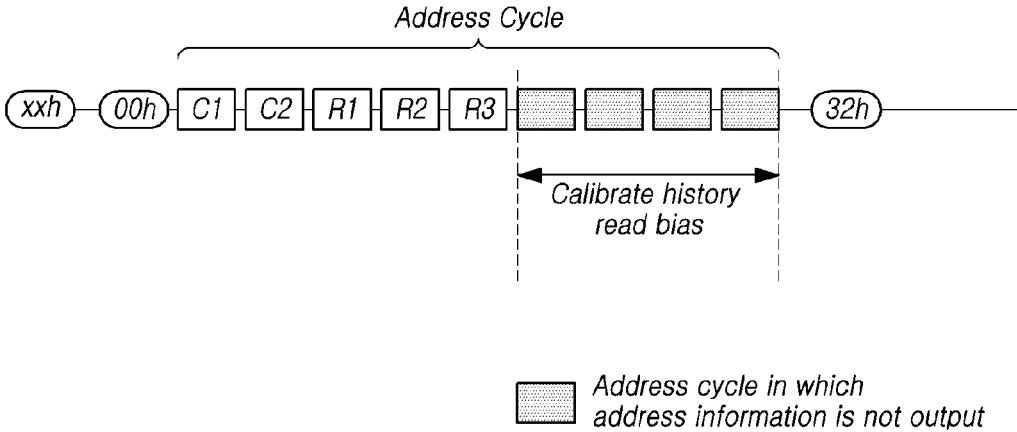 Address Cycle
xxh 00h C1 C2 R1 R2 R3 32h
Calibrate history
read bias
Address cycle in which
address information is not output